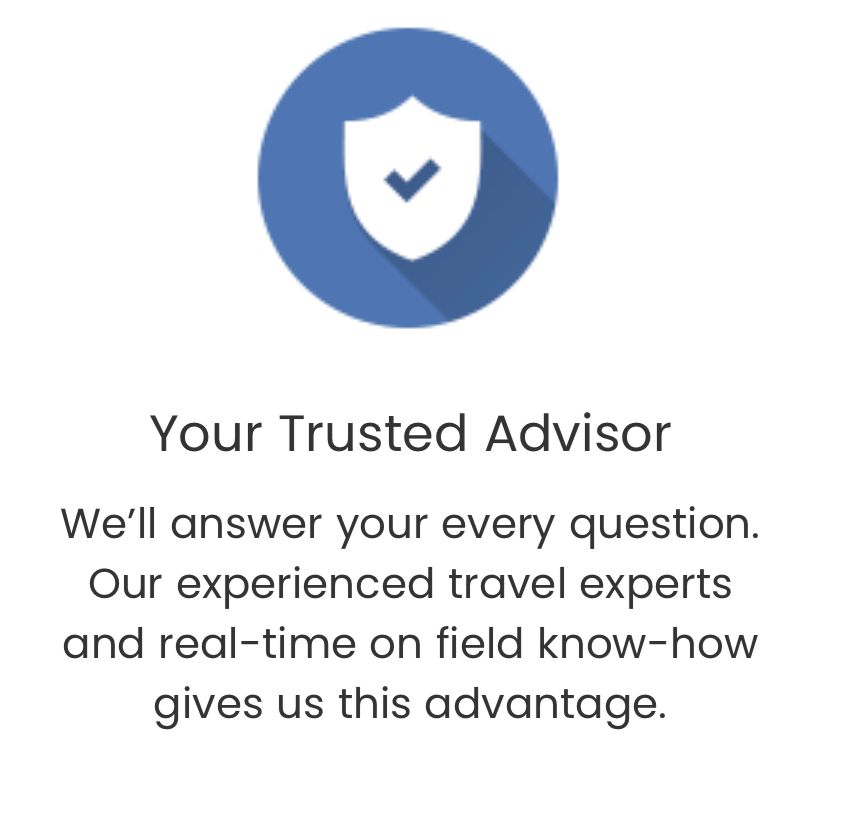 Your Trusted Advisor
We’ll answer your every question.
Our experienced travel experts
and real-time on field know-how
gives us this advantage.